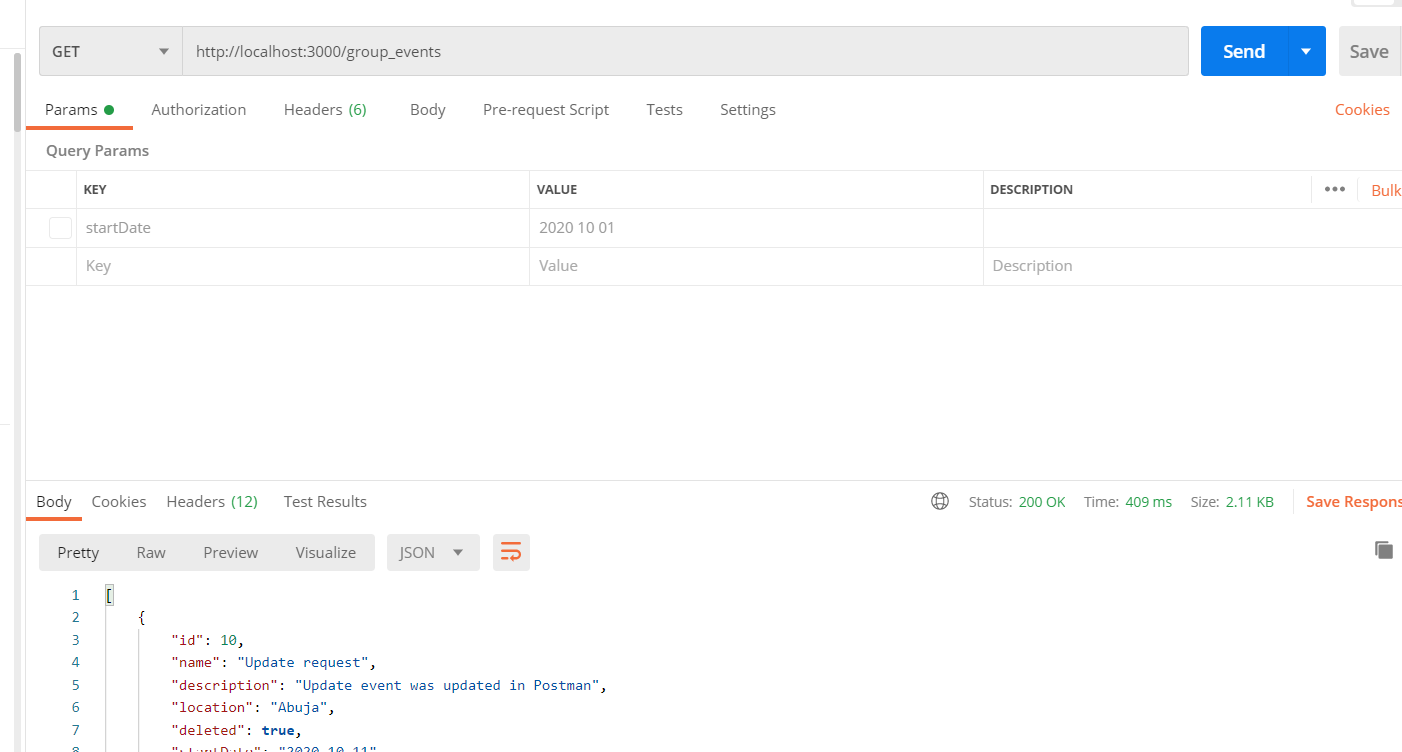 GET http://localhost:3000/group_events Send Save
Params Authorization Headers (6) Body Pre-request Script Tests Settings Cookies
Query Params
KEY VALUE DESCRIPTION ••• Bulk
startDate 2020 10 01
Key Value Description
Body Cookies Headers (12) Test Results Status: 200 OK Time: 409 ms Size: 2.11 KB Save Respons
Pretty Raw Preview Visualize JSON
1 [
2 {
3 "id": 10,
4 "name": "Update request",
5 "description": "Update event was updated in Postman",
6 "location": "Abuja",
7 "deleted": true,
8 "startDate": "2020-10-11"